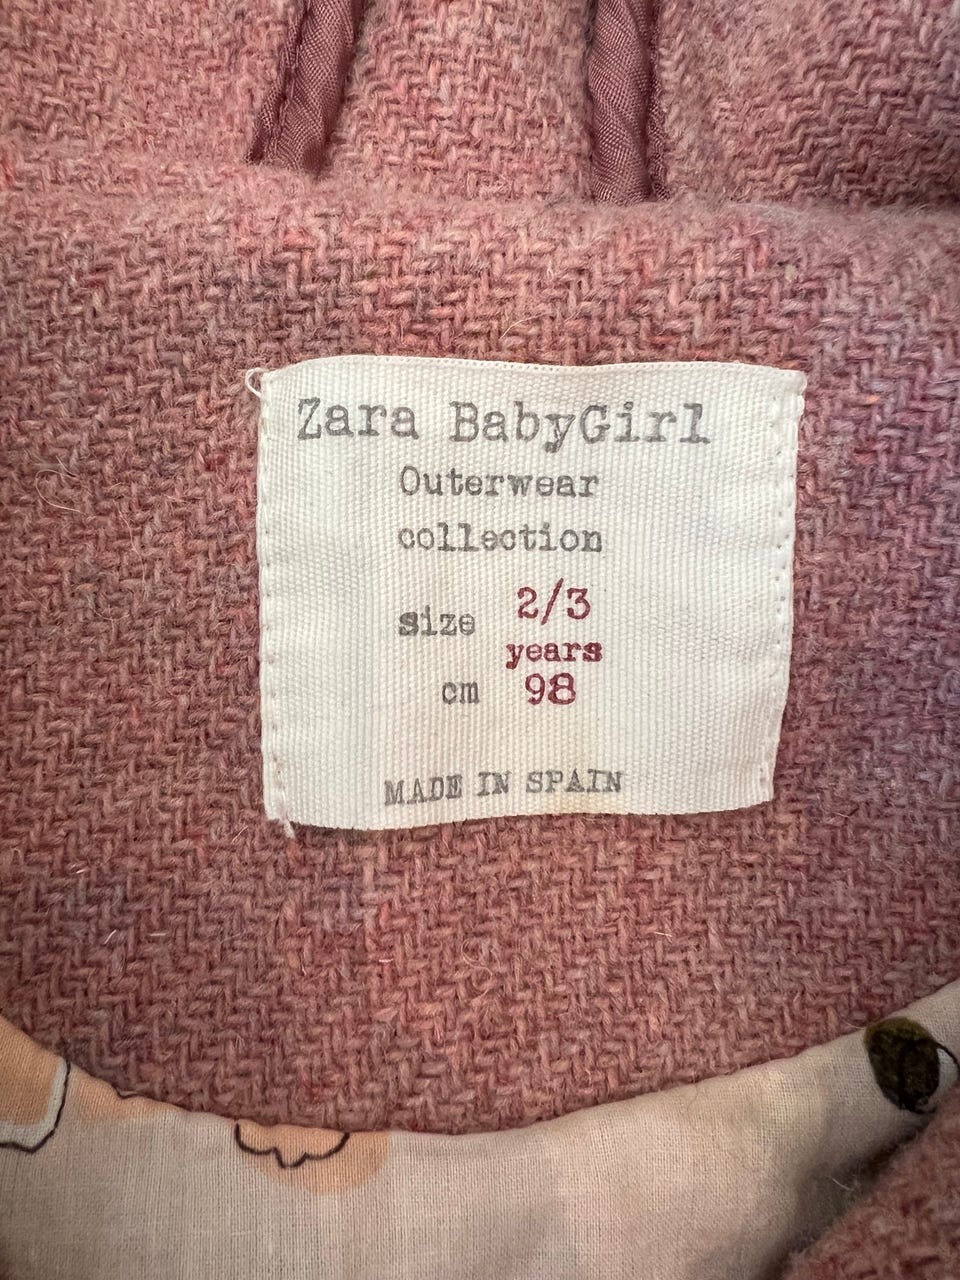 Zara BabyGirl
Outerwear
collection
size 2/3
years
cm 98
MADE IN SPAIN